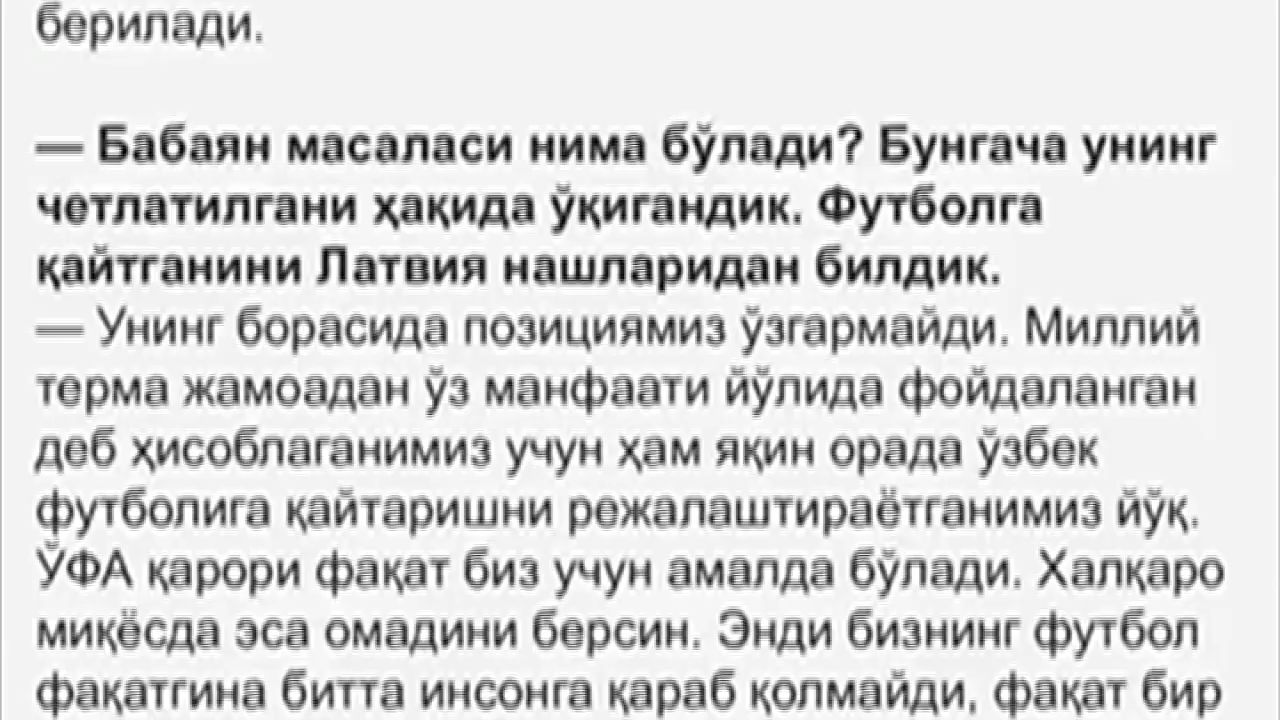 берилади.
— Бабаян масаласи нима бўлади? Бунгача унинг
четлатилгани ҳақида ўқигандик. Футболга
қайтганини Латвия нашларидан билдик.
— Унинг борасида позициямиз ўзгармайди. Миллий
терма жамоадан ўз манфаати йўлида фойдаланган
деб ҳисоблаганимиз учун ҳам яқин орада ўзбек
футболига қайтаришни режалаштираётганимиз йўқ.
ЎФА қарори фақат биз учун амалда бўлади. Халқаро
миқёсда эса омадини берсин. Энди бизнинг футбол
фақатгина битта инсонга қараб қолмайди, фақат бир